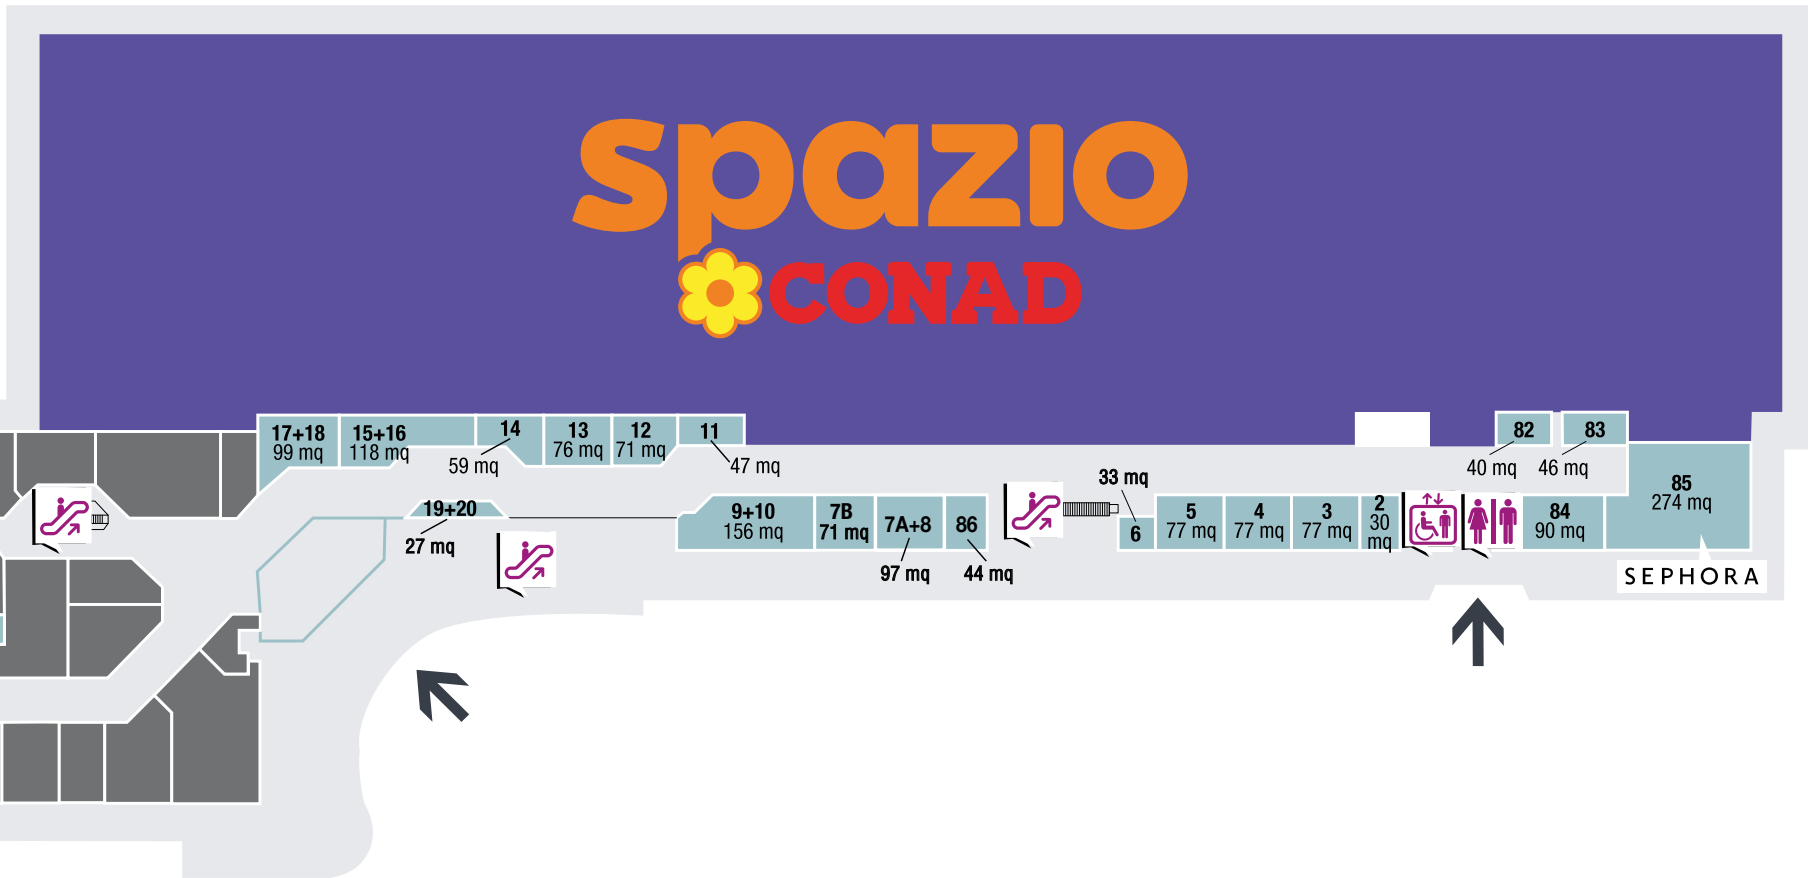 spazio
CONAD
17+18
99 mq
15+16
118 mq
14
59 mq
13
76 mq
12
71 mq
11
47 mq
82
40 mq
83
46 mq
85
274 mq
SEPHORA
19+20
27 mq
9+10
156 mq
7B
71 mq
7A+8
97 mq
86
44 mq
33 mq
6
5
77 mq
4
77 mq
3
77 mq
2
30
mq
84
90 mq